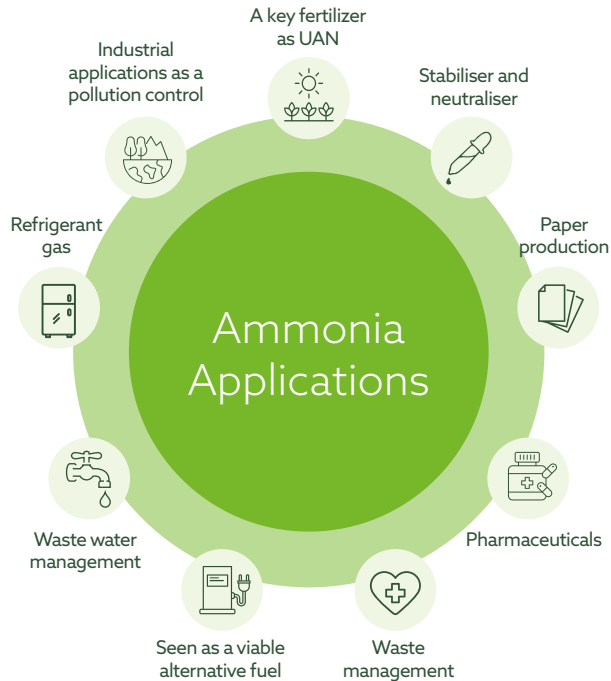 A key fertilizer
as UAN
Stabiliser and
neutraliser
Paper
production
Pharmaceuticals
Waste
management
Seen as a viable
alternative fuel
Waste water
management
Refrigerant
gas
Industrial
applications as a
pollution control
Ammonia
Applications